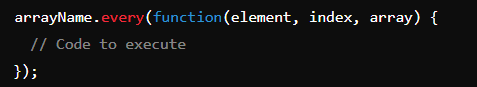 arrayName.every(function(element, index, array) {
  // Code to execute
});